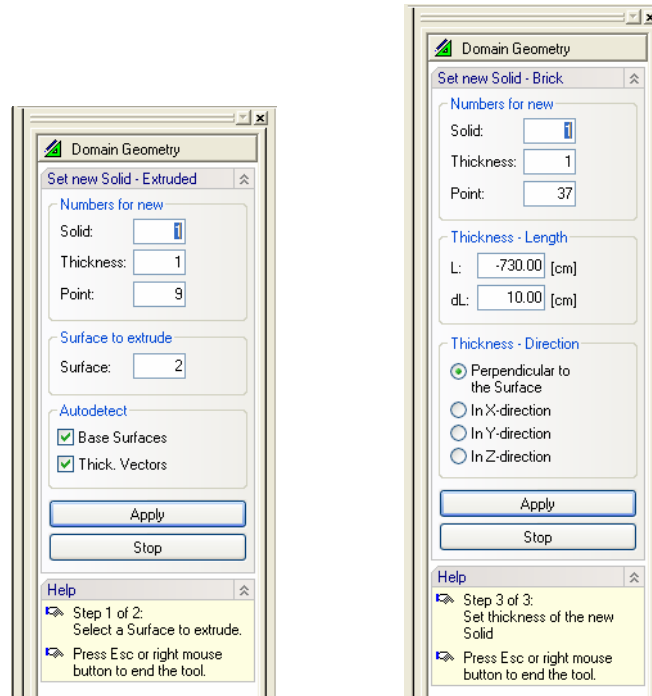 Domain Geometry
Set new Solid - Extruded
Numbers for new
Solid: 1
Thickness: 1
Point: 9
Surface to extrude
Surface: 2
Autodetect
Base Surfaces
Thick. Vectors
Apply
Stop
Help
Step 1 of 2:
Select a Surface to extrude.
Press Esc or right mouse
button to end the tool.
Domain Geometry
Set new Solid - Brick
Numbers for new
Solid: 1
Thickness: 1
Point: 37
Thickness - Length
L: -730.00 [cm]
dL: 10.00 [cm]
Thickness - Direction
Perpendicular to
the Surface
In X-direction
In Y-direction
In Z-direction
Apply
Stop
Help
Step 3 of 3:
Set thickness of the new
Solid
Press Esc or right mouse
button to end the tool.